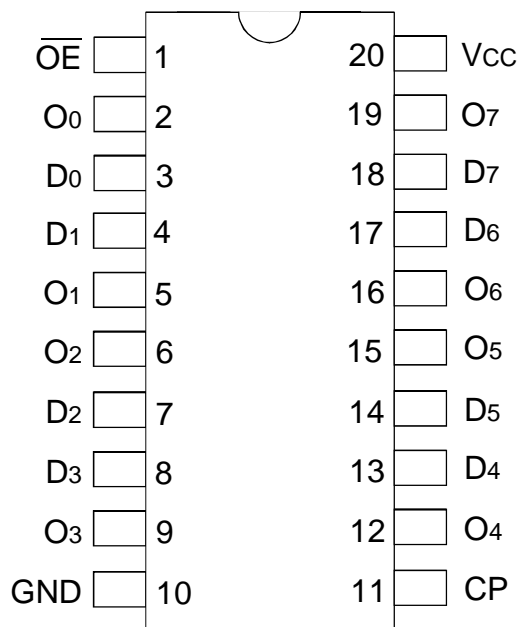 O̅E̅ 1 20 VCC
O0 2 19 O7
D0 3 18 D7
D1 4 17 D6
O1 5 16 O6
O2 6 15 O5
D2 7 14 D5
D3 8 13 D4
O3 9 12 O4
GND 10 11 CP